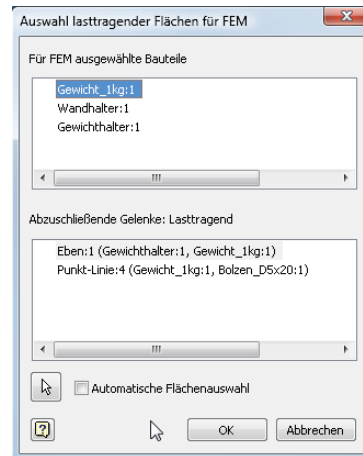 Auswahl lasttragender Flächen für FEM
Für FEM ausgewählte Bauteile
Gewicht_1kg:1
Wandhalter:1
Gewichthalter:1
Abzuschließende Gelenke: Lasttragend
Eben:1 (Gewichthalter:1, Gewicht_1kg:1)
Punkt-Linie:4 (Gewicht_1kg:1, Bolzen_D5x20:1)
Automatische Flächenauswahl
OK Abbrechen